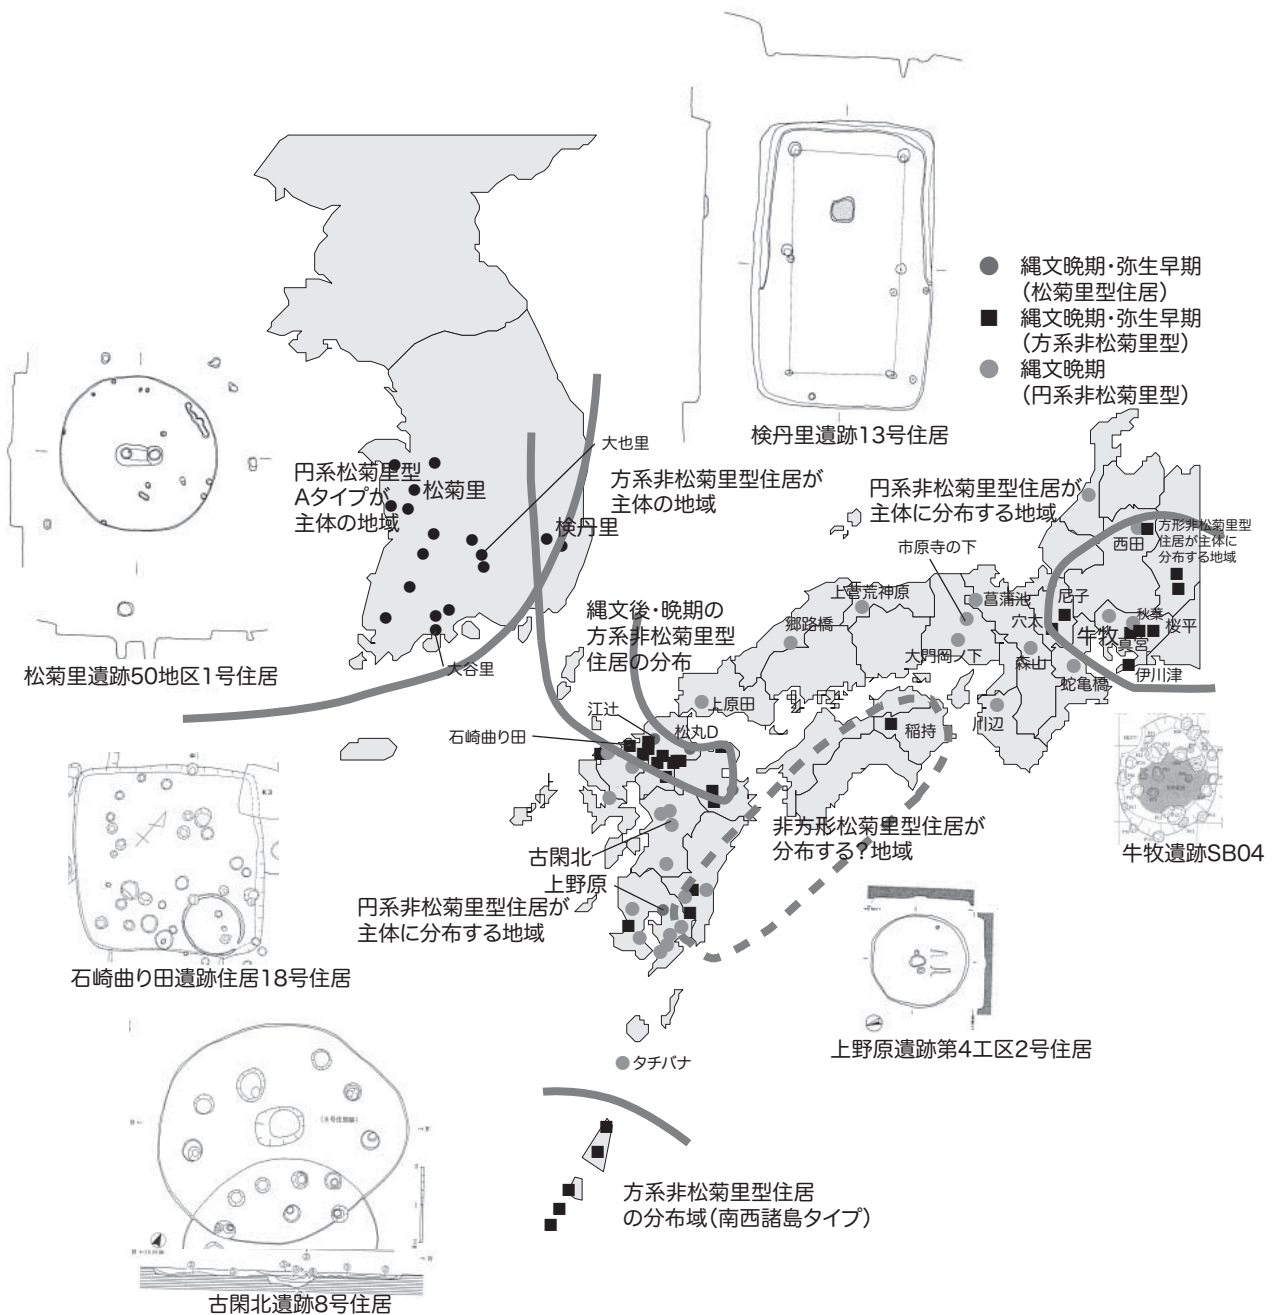 縄文晩期・弥生早期
(松菊里型住居)
縄文晩期・弥生早期
(方系非松菊里型)
縄文晩期
(円系非松菊里型)
検丹里遺跡13号住居
大也里
円系松菊里型
Aタイプが
主体の地域
松菊里
方系非松菊里型住居が
主体の地域
検丹里
円系非松菊里型住居が
主体に分布する地域
市原寺の下
西田
方形非松菊里型
住居が主体に
分布する地域
上菅荒神原
菖蒲池
尼子
穴太
秋葉
牛牧
真宮
桜平
郷路橋
大門岡ノ下
森山
蛇亀橋
伊川津
縄文後・晩期の
方系非松菊里型
住居の分布
松菊里遺跡50地区1号住居
大谷里
上原田
川辺
江辻
松丸D
稲持
石崎曲り田
非方形松菊里型住居が
分布する?地域
牛牧遺跡SB04
古閑北
上野原
円系非松菊里型住居が
主体に分布する地域
石崎曲り田遺跡住居18号住居
上野原遺跡第4工区2号住居
タチバナ
方系非松菊里型住居
の分布域(南西諸島タイプ)
古閑北遺跡8号住居